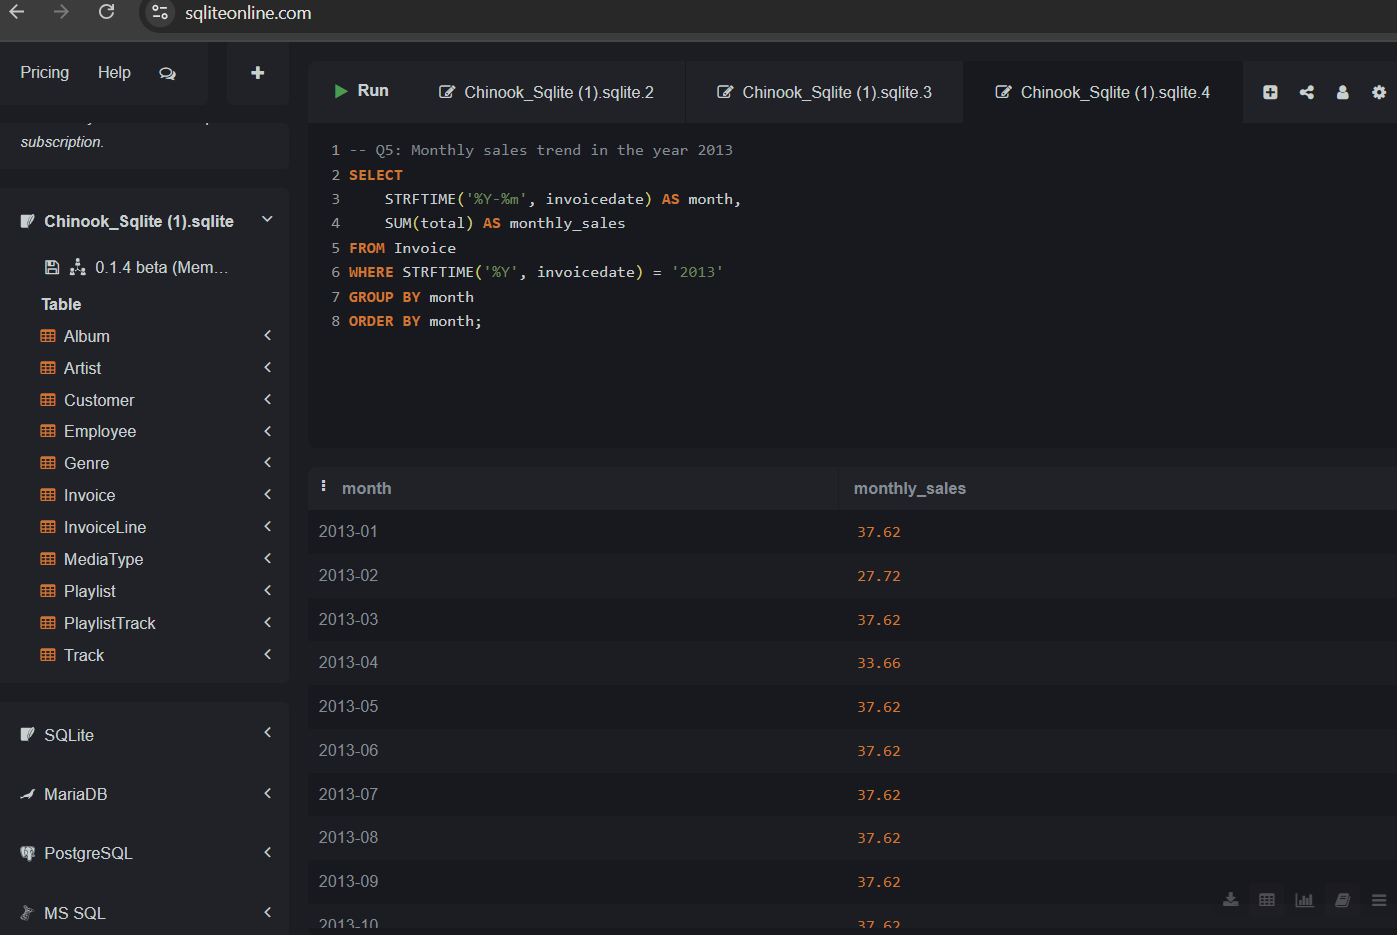 sqliteonline.com
Pricing Help
subscription.
Chinook_Sqlite (1).sqlite
0.1.4 beta (Mem...
Table
Album
Artist
Customer
Employee
Genre
Invoice
InvoiceLine
MediaType
Playlist
PlaylistTrack
Track
SQLite
MariaDB
PostgreSQL
MS SQL
Run Chinook_Sqlite (1).sqlite.2 Chinook_Sqlite (1).sqlite.3 Chinook_Sqlite (1).sqlite.4
1 -- Q5: Monthly sales trend in the year 2013
2 SELECT
3 STRFTIME('%Y-%m', invoicedate) AS month,
4 SUM(total) AS monthly_sales
5 FROM Invoice
6 WHERE STRFTIME('%Y', invoicedate) = '2013'
7 GROUP BY month
8 ORDER BY month;
month monthly_sales
2013-01 37.62
2013-02 27.72
2013-03 37.62
2013-04 33.66
2013-05 37.62
2013-06 37.62
2013-07 37.62
2013-08 37.62
2013-09 37.62
2013-10 37.62